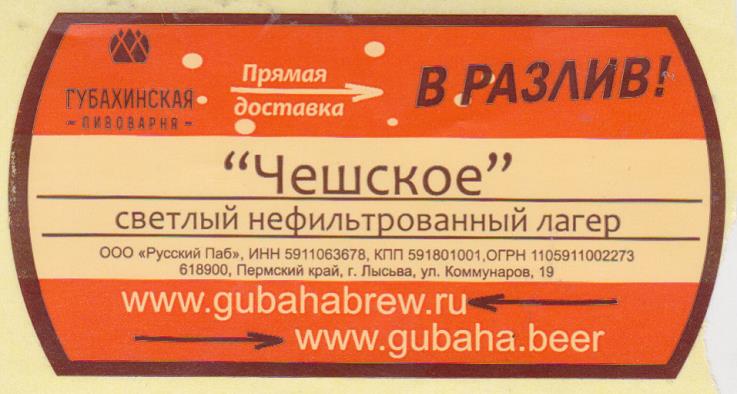 ГУБАХИНСКАЯ
ПИВОВАРНЯ
Прямая
доставка
В РАЗЛИВ!
“Чешское”
светлый нефильтрованный лагер
ООО «Русский Паб», ИНН 5911063678, КПП 591801001,ОГРН 1105911002273
618900, Пермский край, г. Лысьва, ул. Коммунаров, 19
www.gubahabrew.ru
www.gubaha.beer